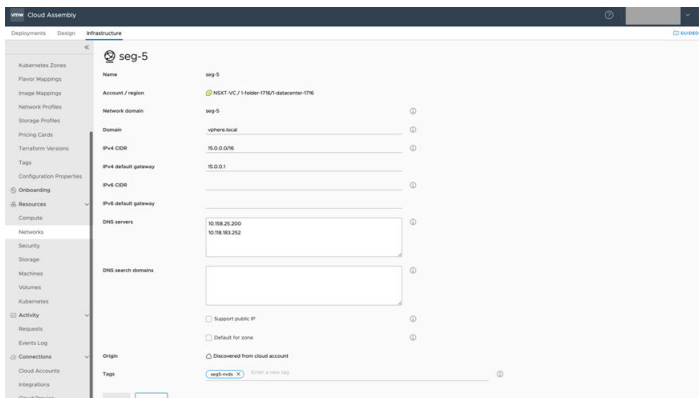 vmw Cloud Assembly
Deployments Design Infrastructure GUIDED
Kubernetes Zones
Flavor Mappings
Image Mappings
Network Profiles
Storage Profiles
Pricing Cards
Terraform Versions
Tags
Configuration Properties
Onboarding
Resources
Compute
Networks
Security
Storage
Machines
Volumes
Kubernetes
Activity
Requests
Events Log
Connections
Cloud Accounts
Integrations
seg-5
Name seg-5
Account / region NSXT-VC / 1-folder-1716/1-datacenter-1716
Network domain seg-5
Domain vphere.local
IPv4 CIDR 15.0.0.0/16
IPv4 default gateway 15.0.0.1
IPv6 CIDR
IPv6 default gateway
DNS servers 10.158.25.200
10.118.183.252
DNS search domains
Support public IP
Default for zone
Origin Discovered from cloud account
Tags seg5-nvds X Enter a new tag